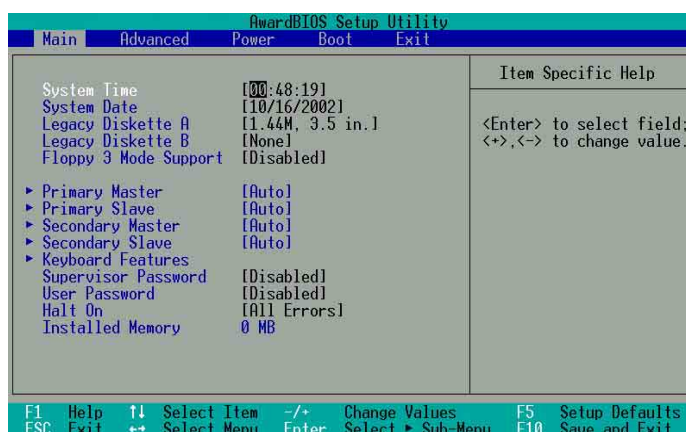 AwardBIOS Setup Utility
Main Advanced Power Boot Exit
Item Specific Help
System Time [00:48:19]
System Date [10/16/2002]
Legacy Diskette A [1.44M, 3.5 in.]
<Enter> to select field;
Legacy Diskette B [None]
<+>,<-> to change value.
Floppy 3 Mode Support [Disabled]
▸ Primary Master [Auto]
▸ Primary Slave [Auto]
▸ Secondary Master [Auto]
▸ Secondary Slave [Auto]
▸ Keyboard Features
Supervisor Password [Disabled]
User Password [Disabled]
Halt On [All Errors]
Installed Memory 0 MB
F1 Help ↑↓ Select Item -/+ Change Values F5 Setup Defaults
ESC Exit ↔ Select Menu Enter Select ▸ Sub-Menu F10 Save and Exit